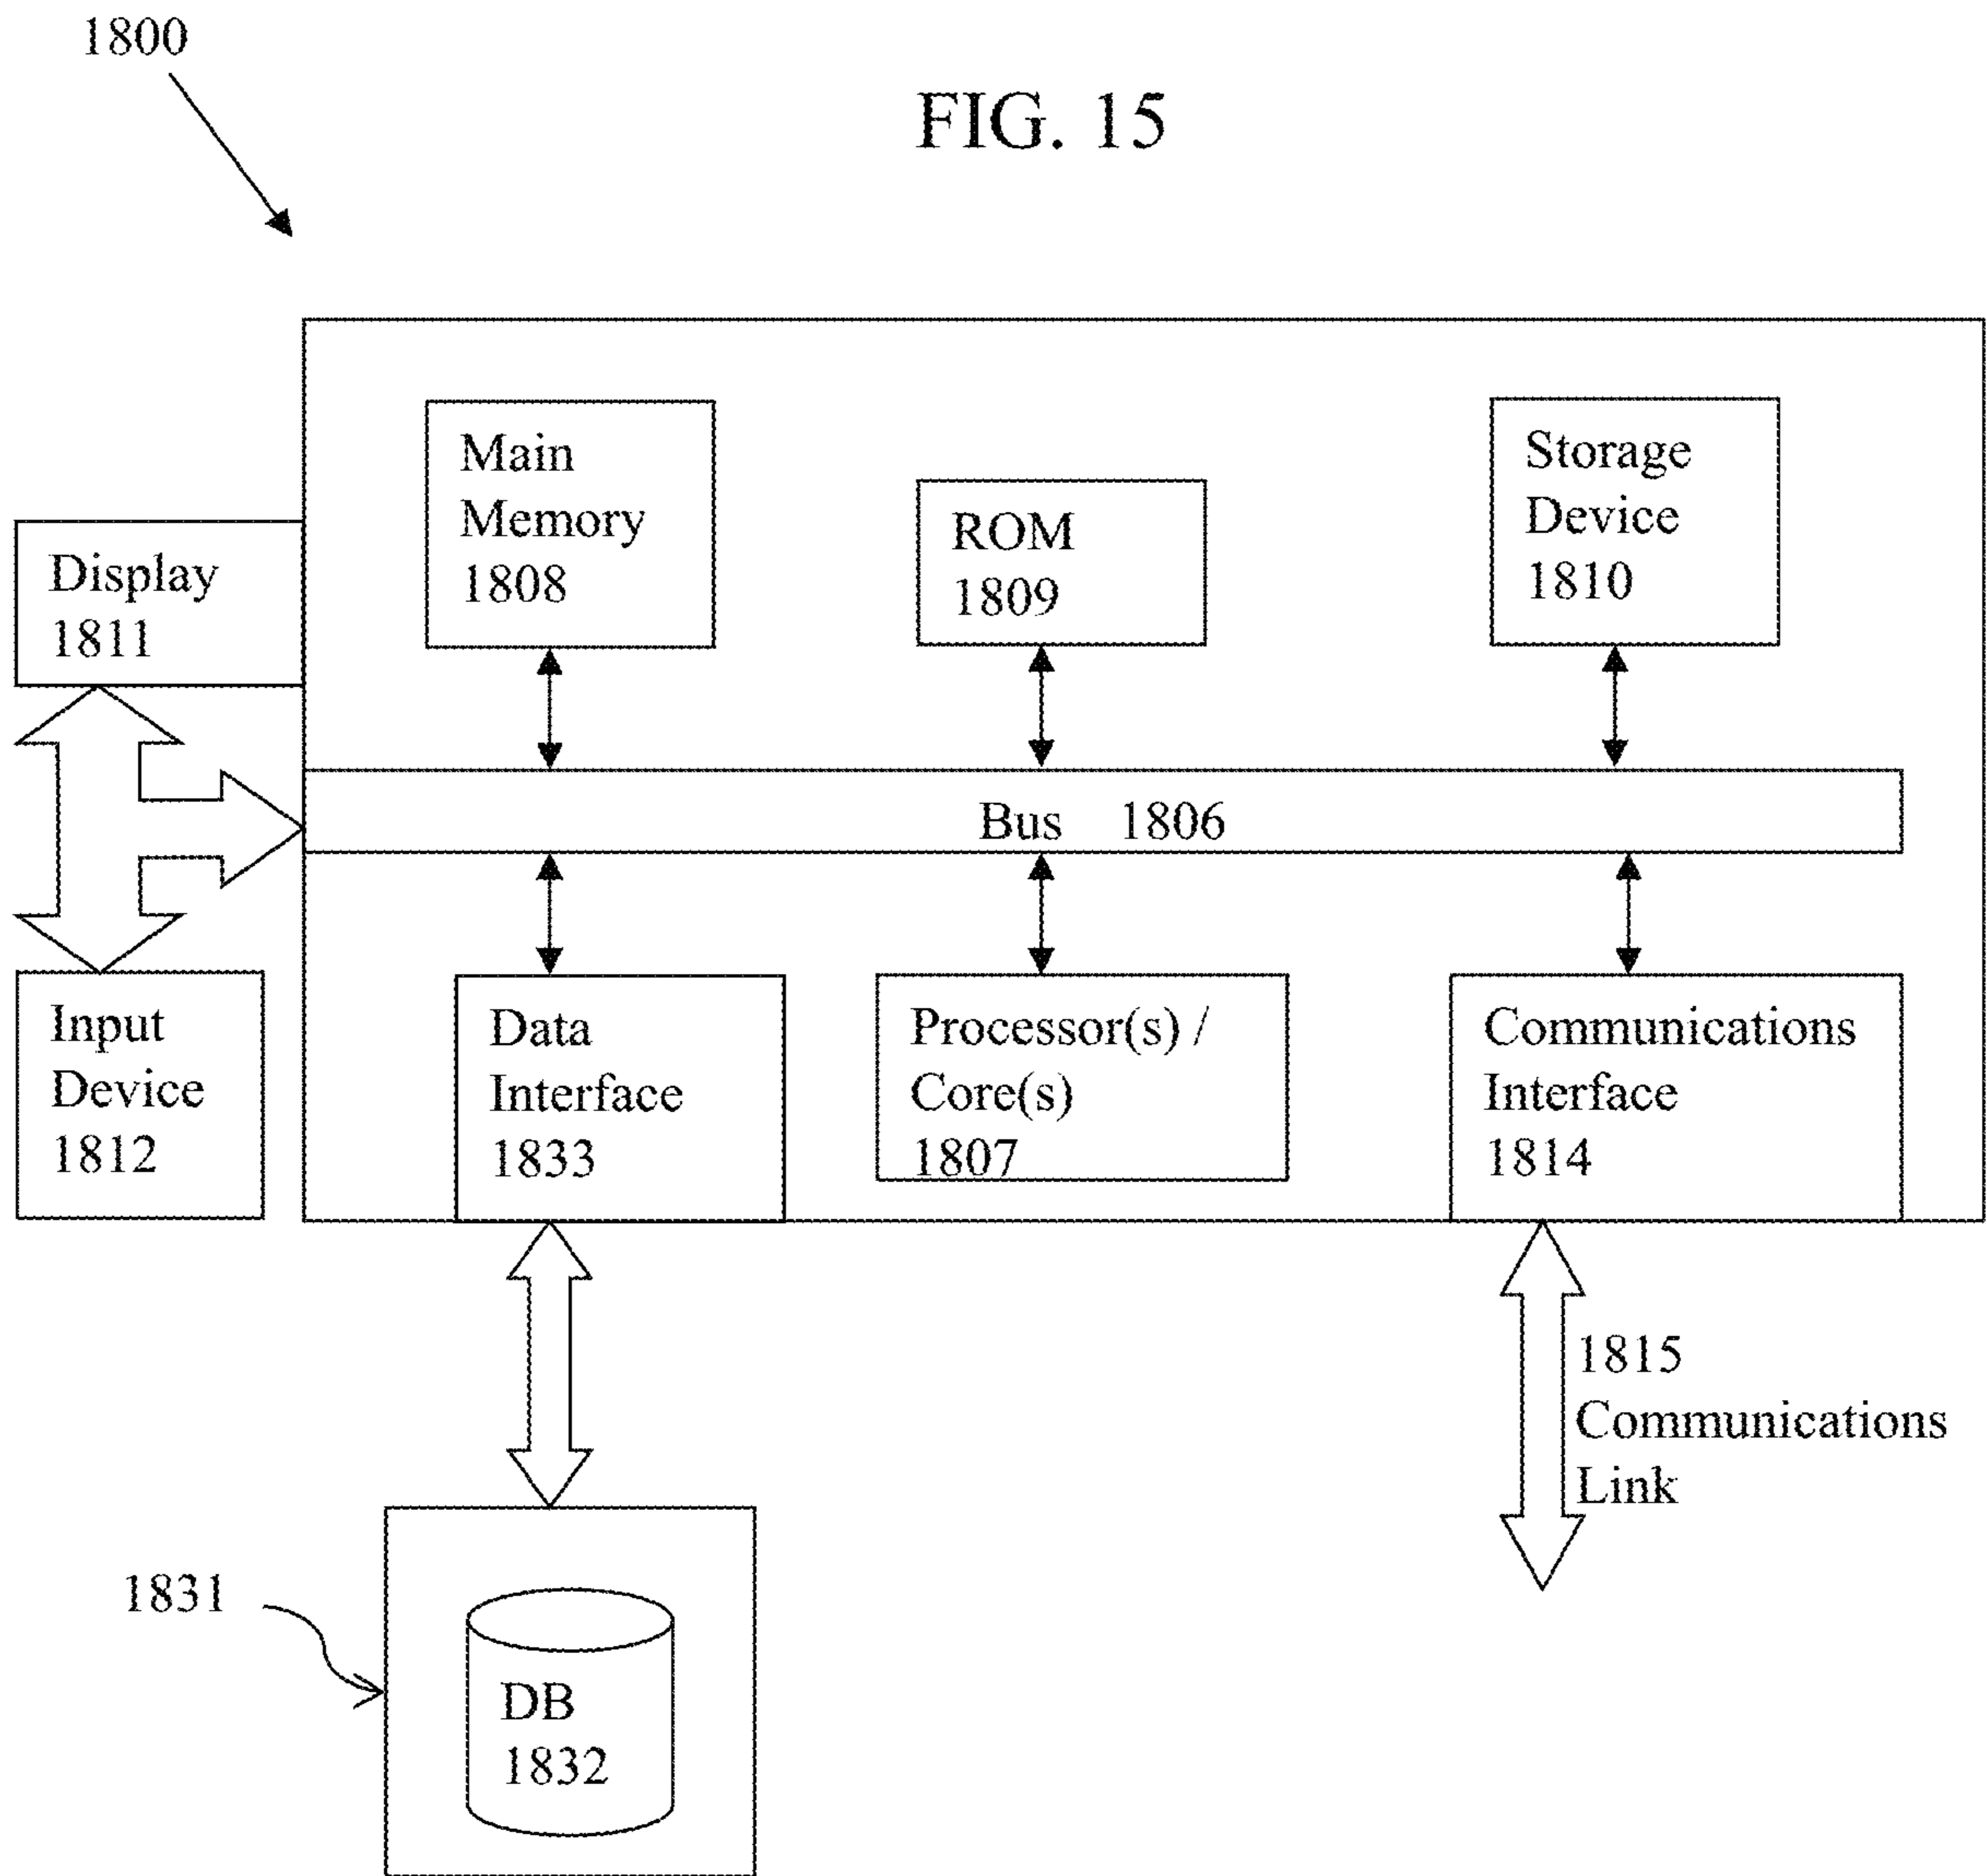 1800
FIG. 15
Main
Memory
1808
ROM
1809
Storage
Device
1810
Display
1811
Bus 1806
Input
Device
1812
Data
Interface
1833
Processor(s) /
Core(s)
1807
Communications
Interface
1814
1815
Communications
Link
1831
DB
1832